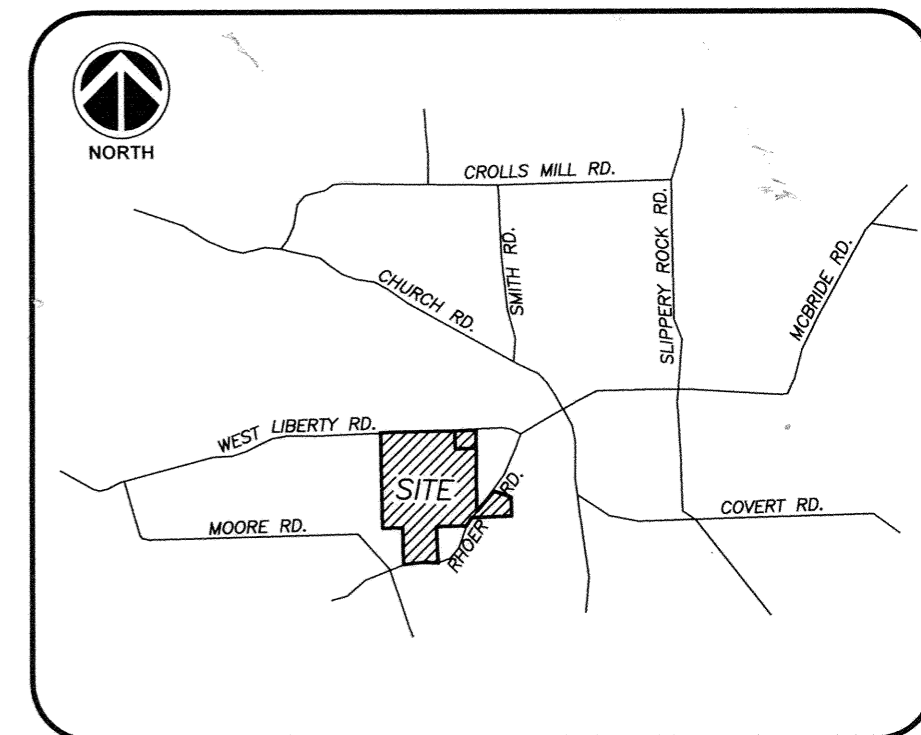 NORTH
CROLLS MILL RD.
SMITH RD.
SLIPPERY ROCK RD.
MCBRIDE RD.
CHURCH RD.
WEST LIBERTY RD.
SITE
RHOER RD.
MOORE RD.
COVERT RD.